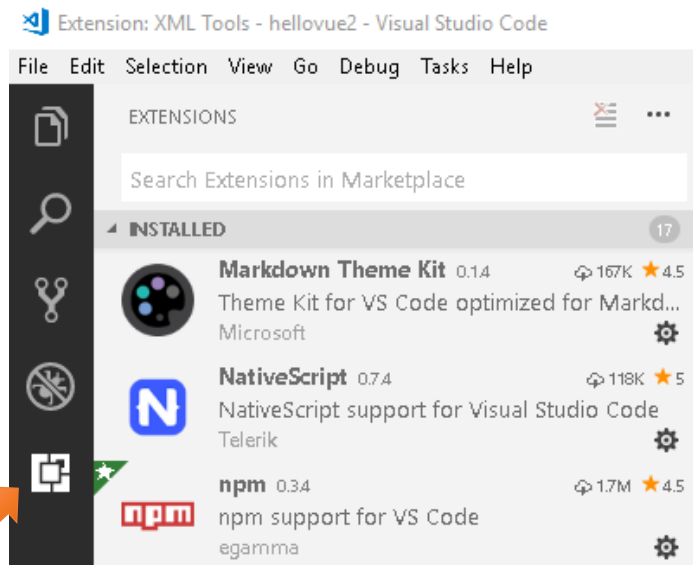 Extension: XML Tools - hellovue2 - Visual Studio Code
File Edit Selection View Go Debug Tasks Help
EXTENSIONS
Search Extensions in Marketplace
INSTALLED 17
Markdown Theme Kit 0.1.4 167K 4.5
Theme Kit for VS Code optimized for Markd...
Microsoft
NativeScript 0.7.4 118K 5
N
NativeScript support for Visual Studio Code
Telerik
npm 0.3.4 1.7M 4.5
npm
npm support for VS Code
egamma